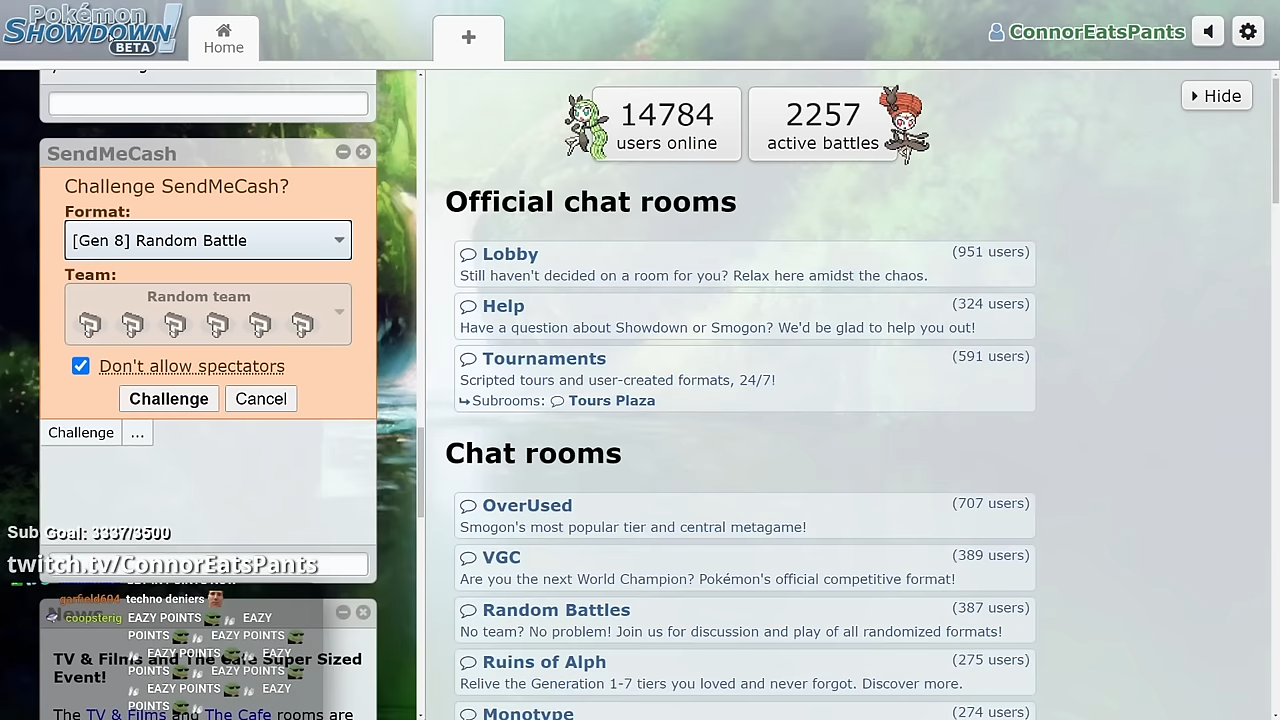 Pokémon
SHOWDOWN!
BETA
Home
+
ConnorEatsPants
SendMeCash
Challenge SendMeCash?
Format:
[Gen 8] Random Battle
Team:
Random team
Don't allow spectators
Challenge
Cancel
Challenge
...
Sub Goal: 3337/3500
twitch.tv/ConnorEatsPants
garfield604 techno deniers
coopsterig EAZY POINTS EAZY
POINTS EAZY POINTS
EAZY POINTS EAZY
POINTS EAZY POINTS
EAZY POINTS EAZY
POINTS
News
TV & Films and The Cafe Super Sized
Event!
The TV & Films and The Cafe rooms are
14784
users online
2257
active battles
Hide
Official chat rooms
Lobby (951 users)
Still haven't decided on a room for you? Relax here amidst the chaos.
Help (324 users)
Have a question about Showdown or Smogon? We'd be glad to help you out!
Tournaments (591 users)
Scripted tours and user-created formats, 24/7!
↳Subrooms: Tours Plaza
Chat rooms
OverUsed (707 users)
Smogon's most popular tier and central metagame!
VGC (389 users)
Are you the next World Champion? Pokémon's official competitive format!
Random Battles (387 users)
No team? No problem! Join us for discussion and play of all randomized formats!
Ruins of Alph (275 users)
Relive the Generation 1-7 tiers you loved and never forgot. Discover more.
Monotype (274 users)